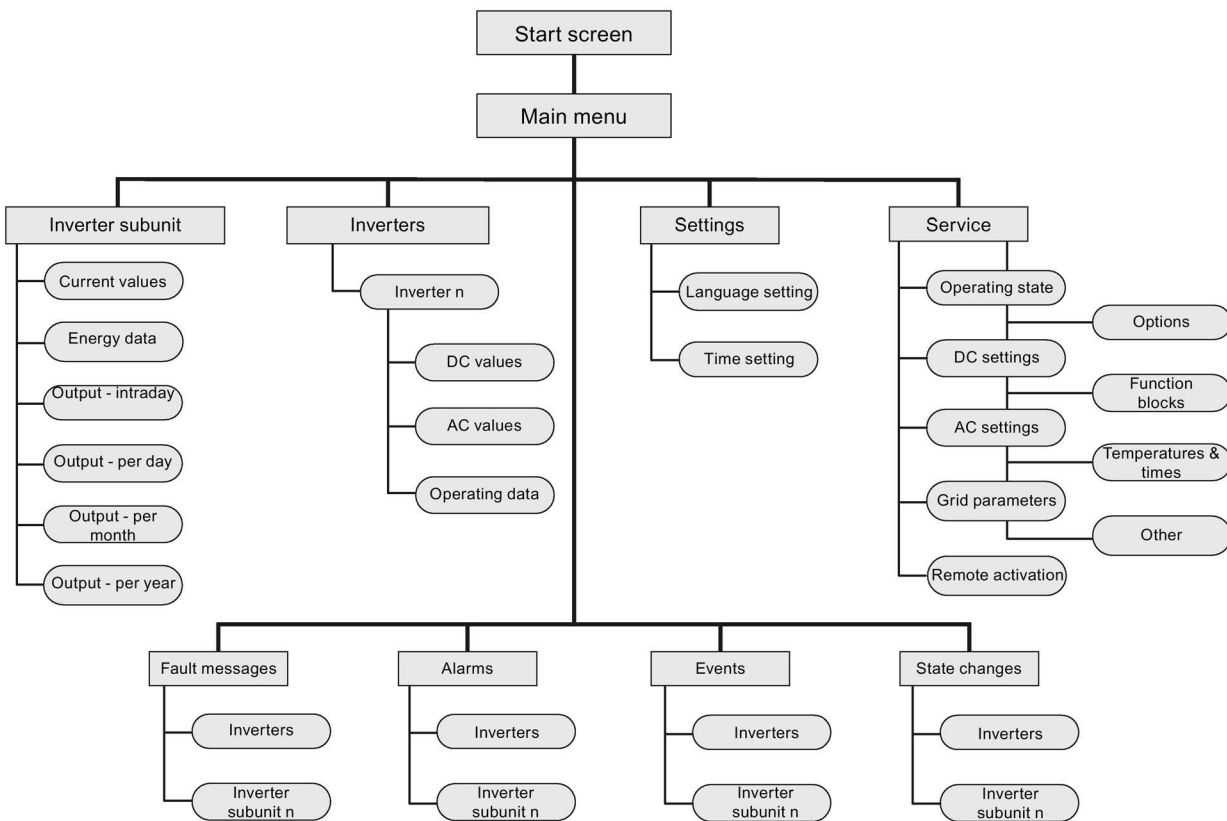 Start screen
Main menu
Inverter subunit
Current values
Energy data
Output - intraday
Output - per day
Output - per
month
Output - per year
Inverters
Inverter n
DC values
AC values
Operating data
Settings
Language setting
Time setting
Service
Operating state
DC settings
AC settings
Grid parameters
Remote activation
Options
Function
blocks
Temperatures &
times
Other
Fault messages
Inverters
Inverter
subunit n
Alarms
Inverters
Inverter
subunit n
Events
Inverters
Inverter
subunit n
State changes
Inverters
Inverter
subunit n